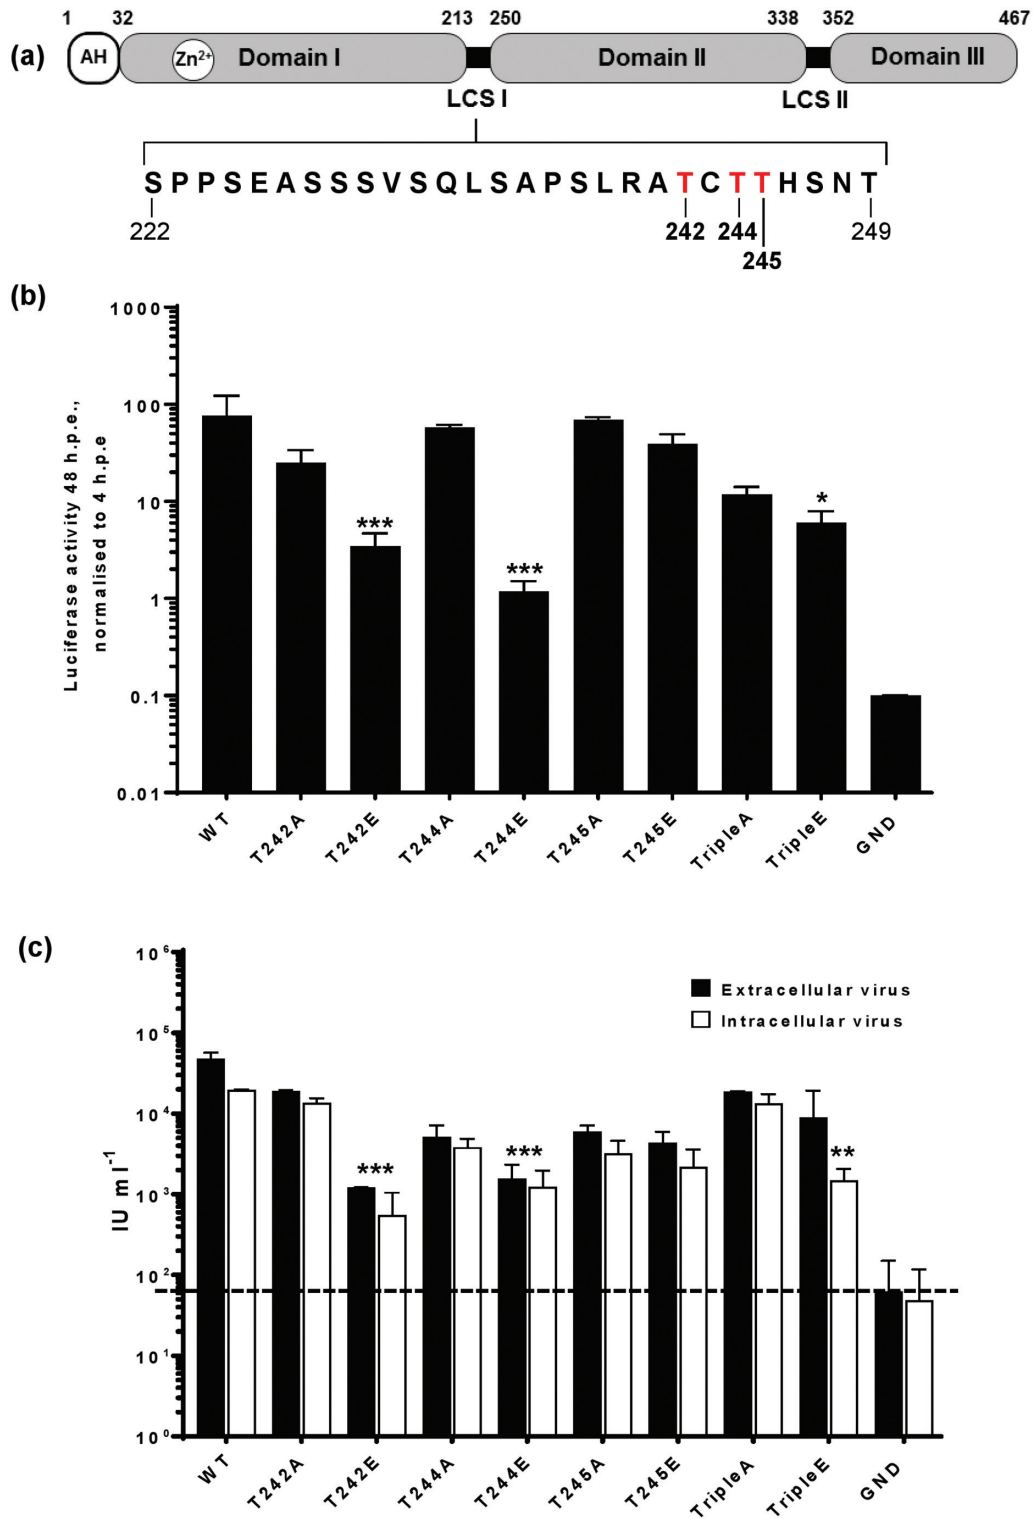 1 32 213 250 338 352 467
(a) AH Zn2+ Domain I Domain II Domain III
LCS I LCS II
S P P S E A S S S V S Q L S A P S L R A T C T T H S N T
222 242 244 249
245
(b)
Luciferase activity 48 h.p.e.,
normalised to 4 h.p.e
1000
100
10
1
0.1
0.01
***
***
*
WT T242A T242E T244A T244E T245A T245E TripleA TripleE GND
(c)
IU ml-1
10^6
10^5
10^4
10^3
10^2
10^1
10^0
Extracellular virus
Intracellular virus
***
***
**
WT T242A T242E T244A T244E T245A T245E TripleA TripleE GND